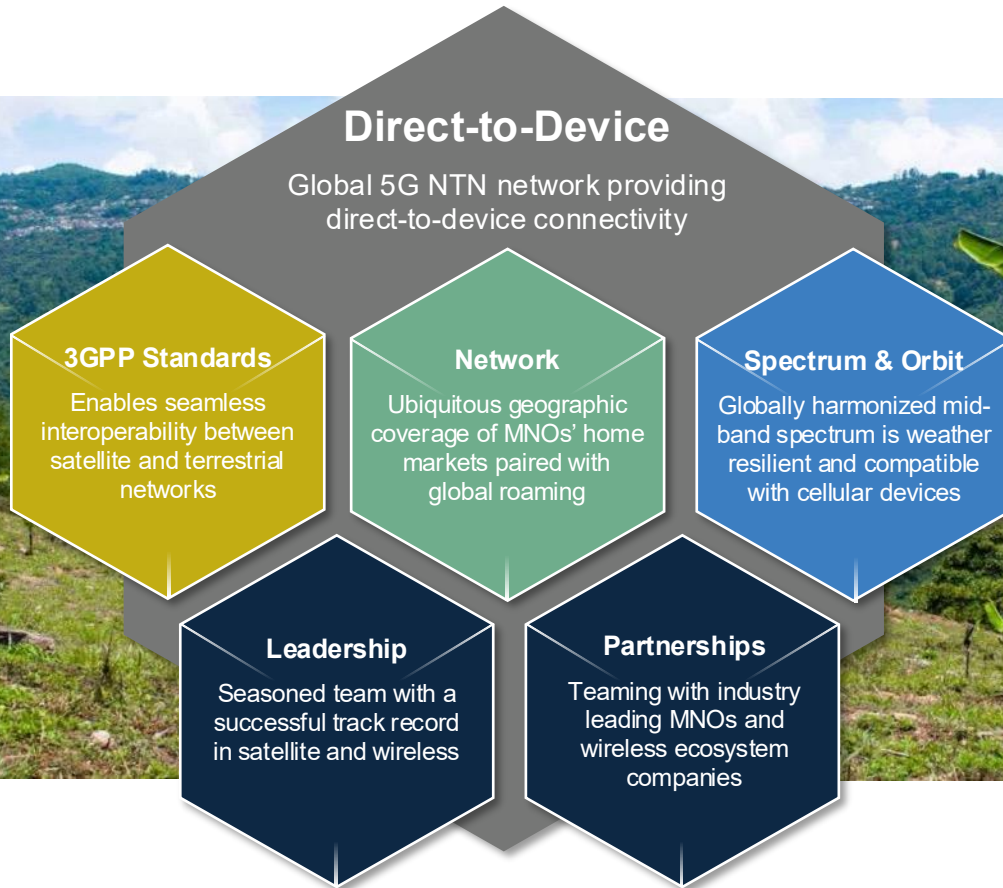 Direct-to-Device
Global 5G NTN network providing
direct-to-device connectivity
3GPP Standards
Enables seamless
interoperability between
satellite and terrestrial
networks
Network
Ubiquitous geographic
coverage of MNOs’ home
markets paired with
global roaming
Spectrum & Orbit
Globally harmonized mid-
band spectrum is weather
resilient and compatible
with cellular devices
Leadership
Seasoned team with a
successful track record
in satellite and wireless
Partnerships
Teaming with industry
leading MNOs and
wireless ecosystem
companies